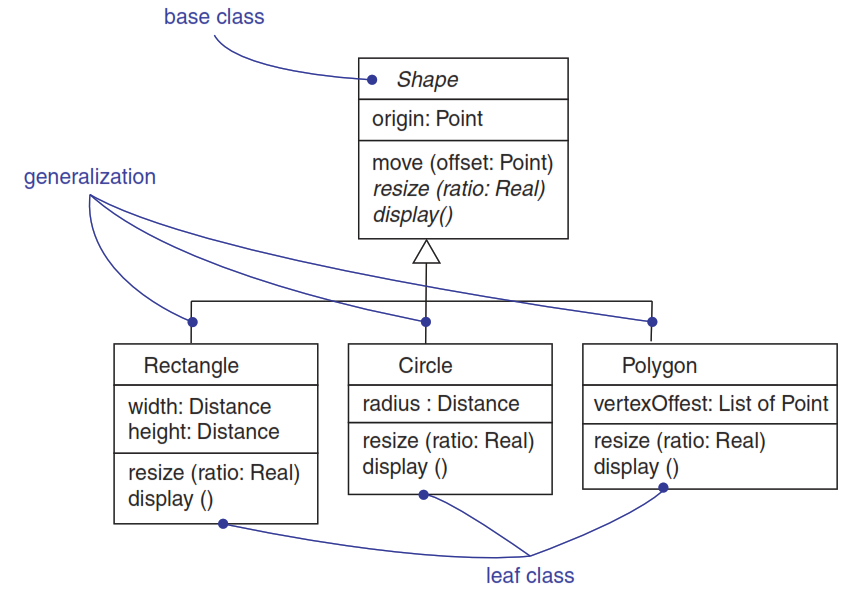 base class
Shape
origin: Point
generalization
move (offset: Point)
resize (ratio: Real)
display()
Rectangle
width: Distance
height: Distance
resize (ratio: Real)
display ()
Circle
radius : Distance
resize (ratio: Real)
display ()
Polygon
vertexOffest: List of Point
resize (ratio: Real)
display ()
leaf class